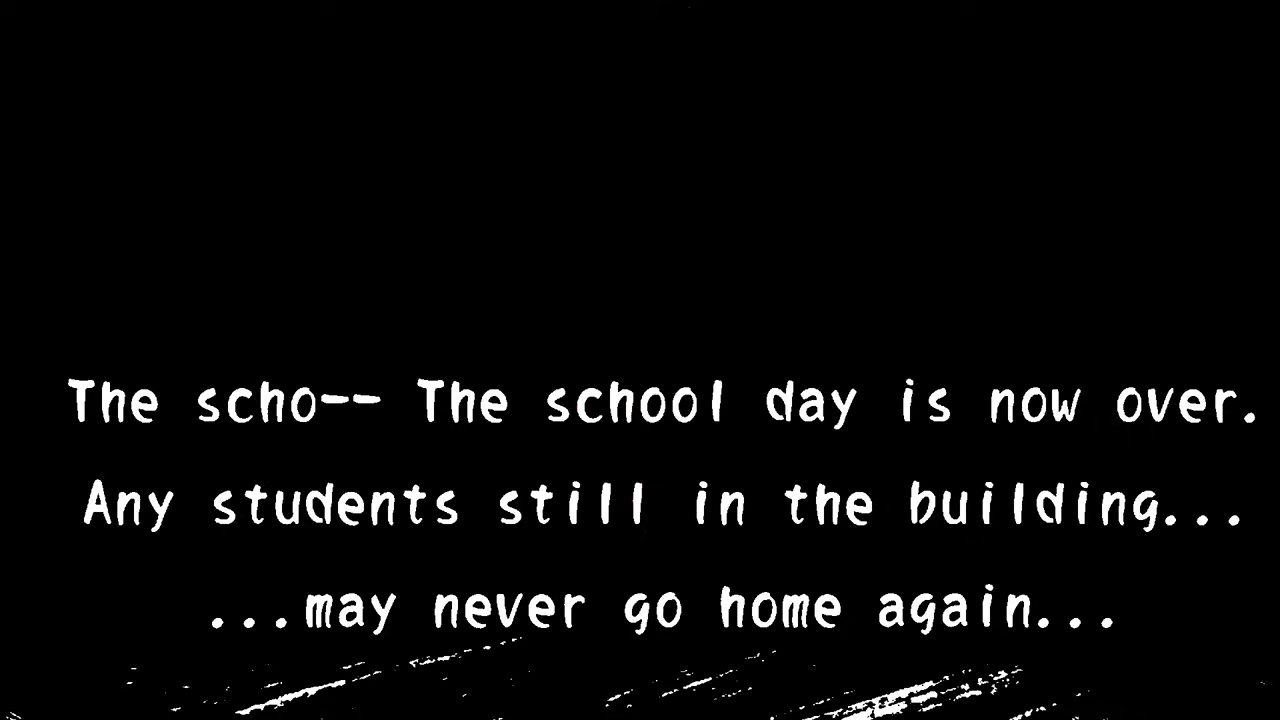 The scho-- The school day is now over.
Any students still in the building...
...may never go home again...